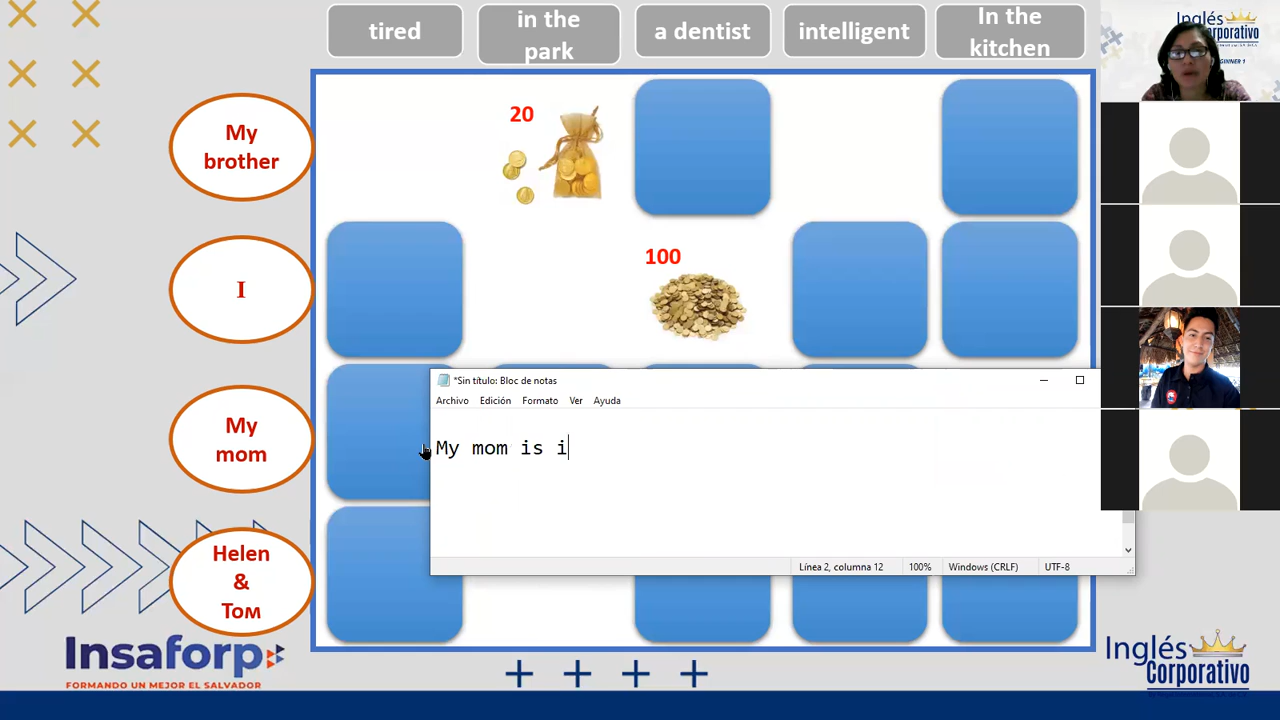 tired
in the
park
a dentist
intelligent
In the
kitchen
Inglés
Corporativo
My
brother
20
I
100
*Sin título: Bloc de notas
Archivo Edición Formato Ver Ayuda
My mom is i
My
mom
Línea 2, columna 12 100% Windows (CRLF) UTF-8
Helen
&
Tom
Insaforp
FORMANDO UN MEJOR EL SALVADOR
Inglés
Corporativo